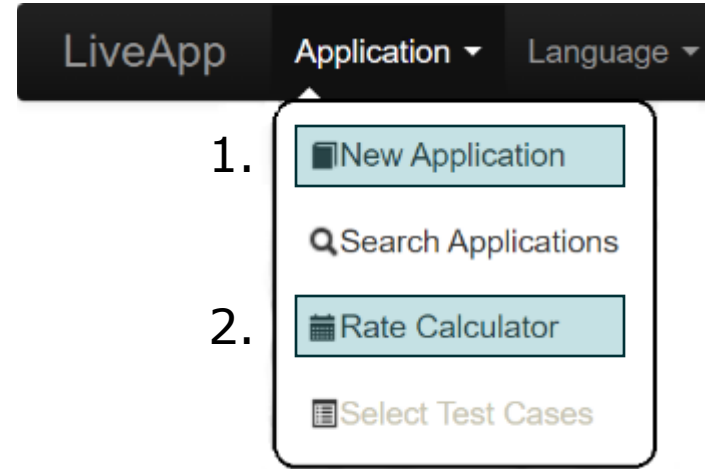 LiveApp Application Language
1. New Application
Search Applications
2. Rate Calculator
Select Test Cases